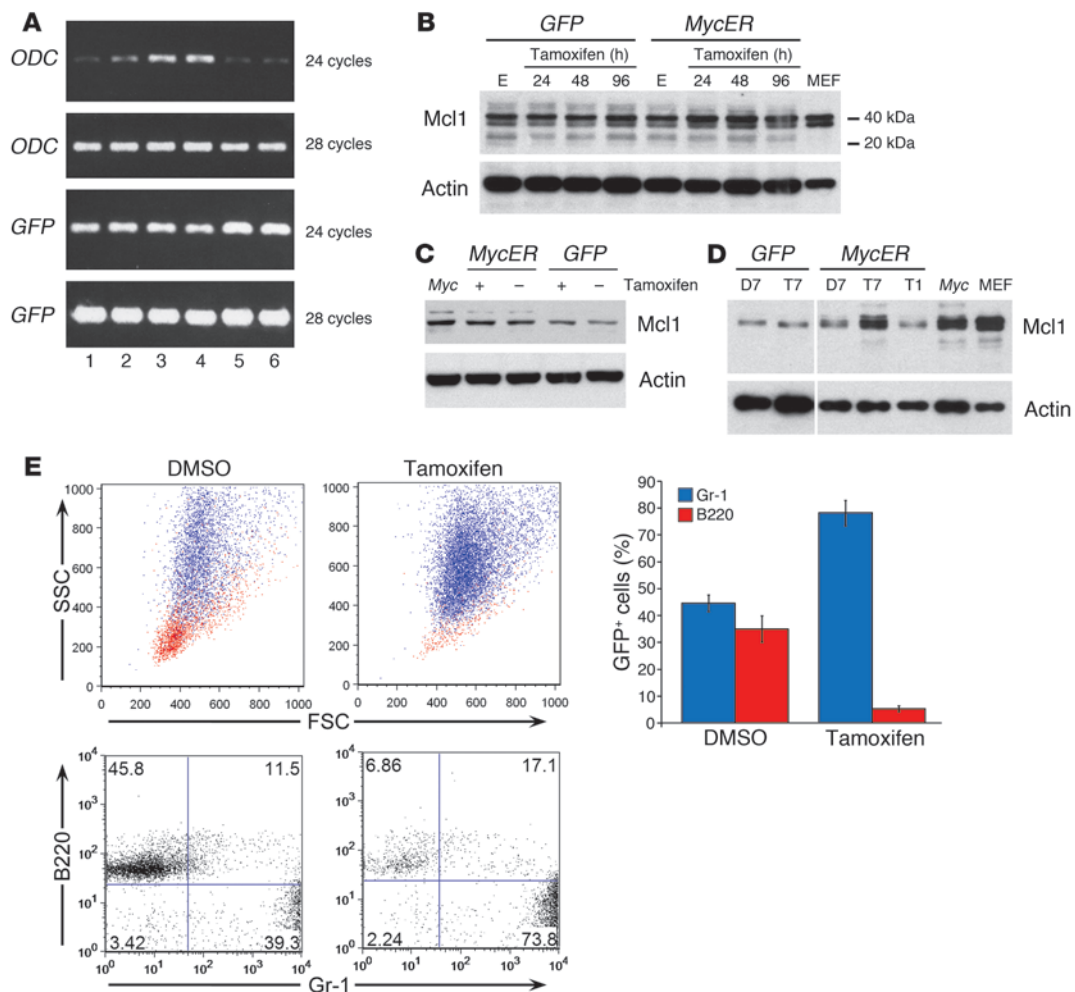 A
ODC
24 cycles
ODC
28 cycles
GFP
24 cycles
GFP
28 cycles
1 2 3 4 5 6
B
GFP MycER
Tamoxifen (h) Tamoxifen (h)
E 24 48 96 E 24 48 96 MEF
Mcl1
40 kDa
20 kDa
Actin
C
MycER GFP
Myc + – + – Tamoxifen
Mcl1
Actin
D
GFP MycER
D7 T7 D7 T7 T1 Myc MEF
Mcl1
Actin
E
DMSO
Tamoxifen
SSC
1000
800
600
400
200
0
0 200 400 600 800 1000
1000
800
600
400
200
0
0 200 400 600 800 1000
FSC
B220
45.8 11.5
3.42 39.3
10⁴
10³
10²
10¹
10⁰
10⁰ 10¹ 10² 10³ 10⁴
6.86 17.1
2.24 73.8
10⁴
10³
10²
10¹
10⁰
10⁰ 10¹ 10² 10³ 10⁴
Gr-1
GFP⁺ cells (%)
90
80
70
60
50
40
30
20
10
0
Gr-1
B220
DMSO Tamoxifen